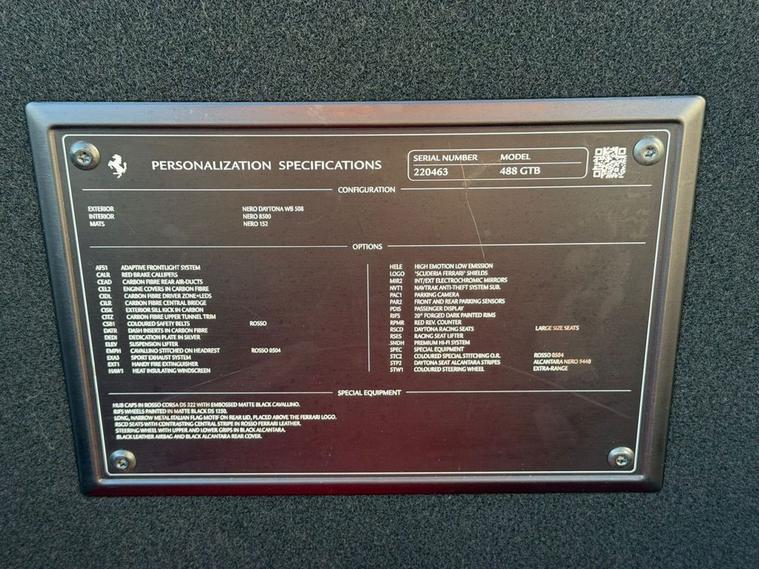 PERSONALIZATION SPECIFICATIONS
SERIAL NUMBER MODEL
220463 488 GTB
CONFIGURATION
EXTERIOR NERO DAYTONA WB 508
INTERIOR NERO 8500
MATS NERO 152
OPTIONS
AFS1 ADAPTIVE FRONTLIGHT SYSTEM
CALR RED BRAKE CALLIPERS
CEAD CARBON FIBRE REAR AIR-DUCTS
CEL2 ENGINE COVERS IN CARBON FIBRE
CIDL CARBON FIBRE DRIVER ZONE+LEDS
CILR CARBON FIBRE CENTRAL BRIDGE
CISK EXTERIOR SILL KICK IN CARBON
CITZ CARBON FIBRE UPPER TUNNEL TRIM
CSB1 COLOURED SAFETY BELTS ROSSO
DATR DASH INSERTS IN CARBON FIBRE
DEDI DEDICATION PLATE IN SILVER
ELEV SUSPENSION LIFTER
EMPH CAVALLINO STITCHED ON HEADREST ROSSO 0504
EXA3 SPORT EXHAUST SYSTEM
EXT1 HANDY FIRE EXTINGUISHER
HAW1 HEAT INSULATING WINDSCREEN
HELE HIGH EMOTION LOW EMISSION
LOGO "SCUDERIA FERRARI" SHIELDS
MIR2 INT/EXT ELECTROCHROMIC MIRRORS
NVT1 NAVTRAK ANTI-THEFT SYSTEM SUB.
PAC1 PARKING CAMERA
PAR2 FRONT AND REAR PARKING SENSORS
PDIS PASSENGER DISPLAY
RIFS 20" FORGED DARK PAINTED RIMS
RPMR RED REV. COUNTER
RSCD DAYTONA RACING SEATS LARGE SIZE SEATS
RSES RACING SEAT LIFTER
SNDH PREMIUM HI-FI SYSTEM
SPEC SPECIAL EQUIPMENT
STC2 COLOURED SPECIAL STITCHING O.R. ROSSO 0504
STP2 DAYTONA SEAT ALCANTARA STRIPES ALCANTARA NERO 9440
STW1 COLOURED STEERING WHEEL EXTRA-RANGE
SPECIAL EQUIPMENT
HUB CAPS IN ROSSO CORSA DS 322 WITH EMBOSSED MATTE BLACK CAVALLINO.
RIFS WHEELS PAINTED IN MATTE BLACK DS 1250.
LONG, NARROW METAL ITALIAN FLAG MOTIF ON REAR LID, PLACED ABOVE THE FERRARI LOGO.
RSCD SEATS WITH CONTRASTING CENTRAL STRIPE IN ROSSO FERRARI LEATHER.
STEERING WHEEL WITH UPPER AND LOWER GRIPS IN BLACK ALCANTARA.
BLACK LEATHER AIRBAG AND BLACK ALCANTARA REAR COVER.